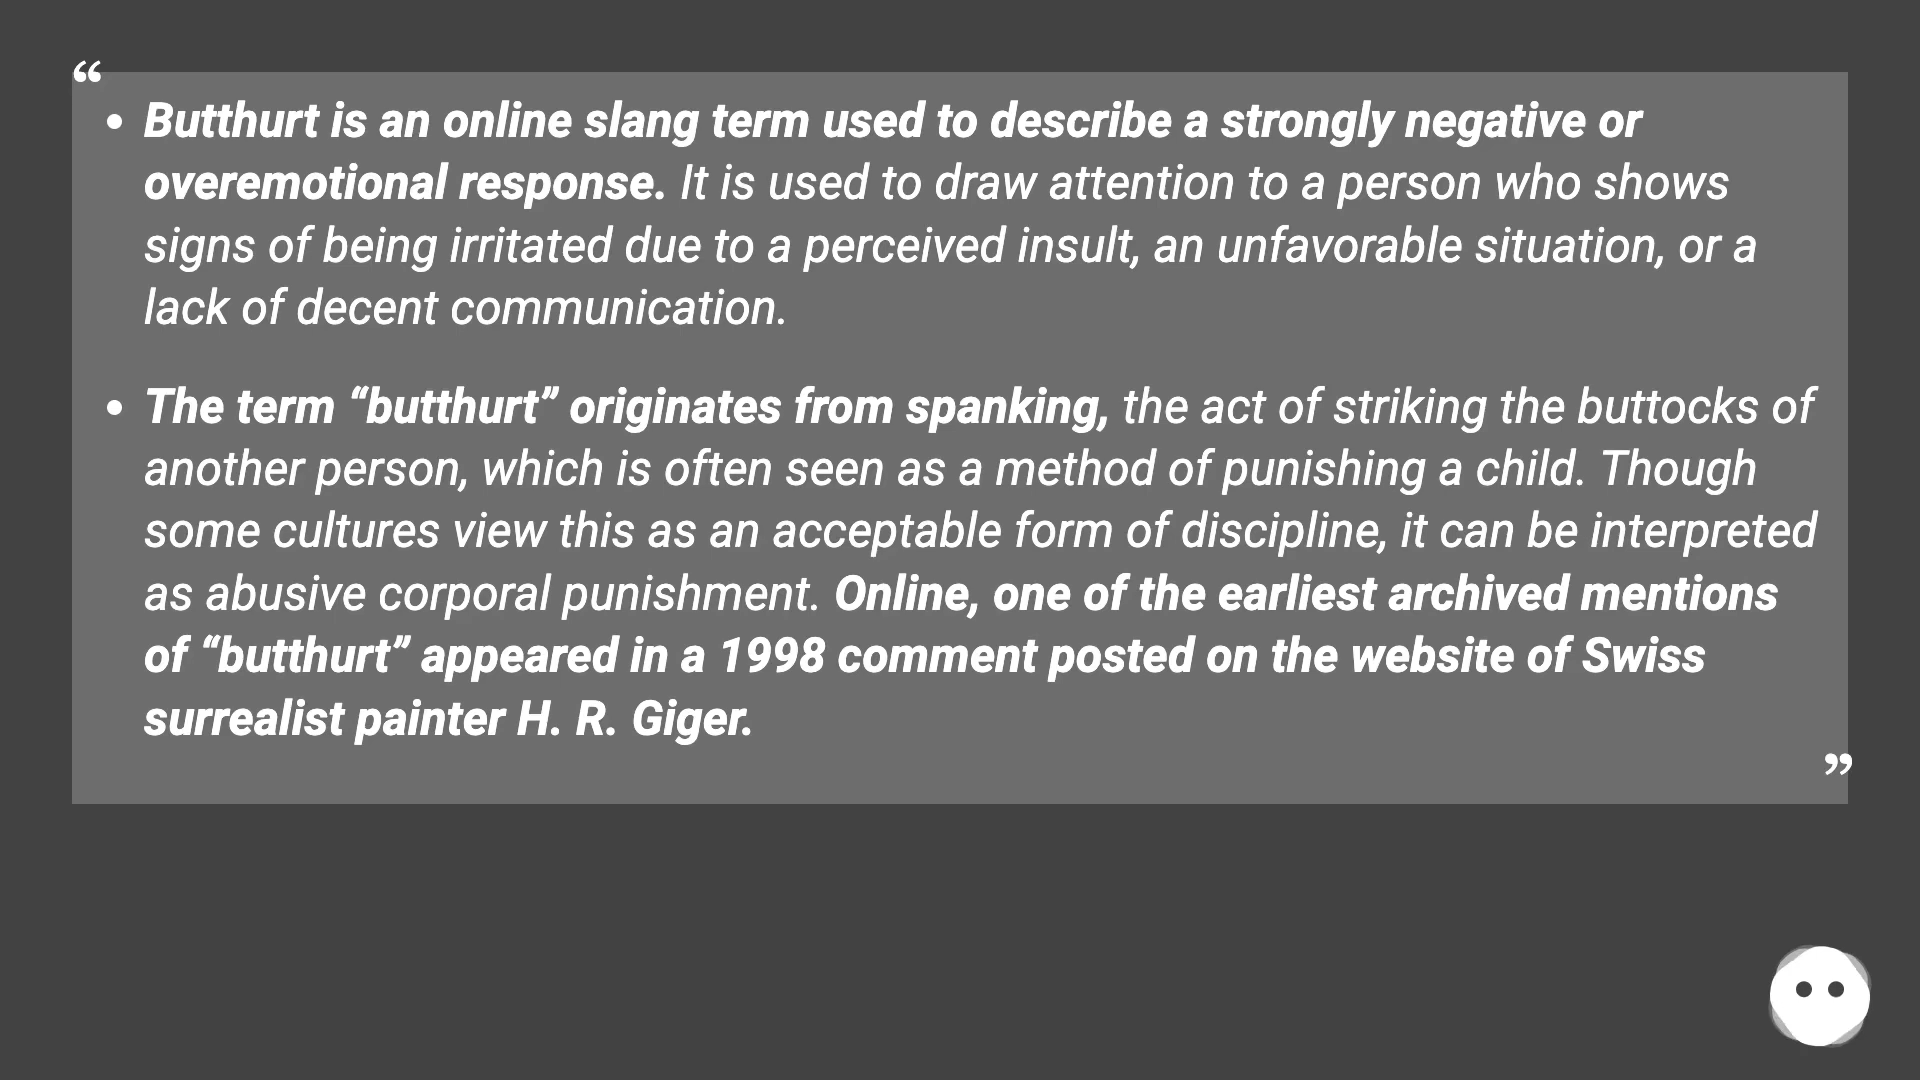 “
• Butthurt is an online slang term used to describe a strongly negative or
overemotional response. It is used to draw attention to a person who shows
signs of being irritated due to a perceived insult, an unfavorable situation, or a
lack of decent communication.
• The term “butthurt” originates from spanking, the act of striking the buttocks of
another person, which is often seen as a method of punishing a child. Though
some cultures view this as an acceptable form of discipline, it can be interpreted
as abusive corporal punishment. Online, one of the earliest archived mentions
of “butthurt” appeared in a 1998 comment posted on the website of Swiss
surrealist painter H. R. Giger.
”